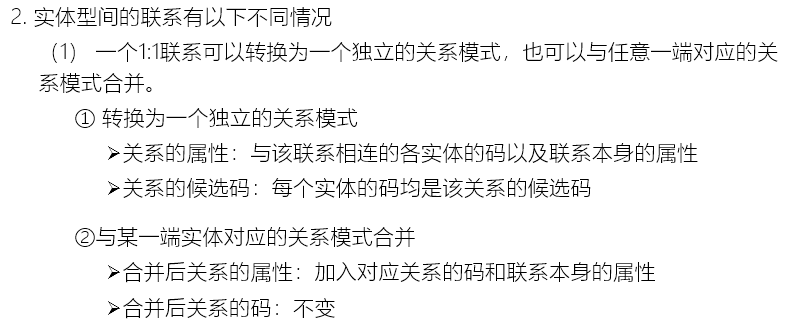 2. 实体型间的联系有以下不同情况
（1） 一个1:1联系可以转换为一个独立的关系模式，也可以与任意一端对应的关
系模式合并。
① 转换为一个独立的关系模式
➢关系的属性：与该联系相连的各实体的码以及联系本身的属性
➢关系的候选码：每个实体的码均是该关系的候选码
②与某一端实体对应的关系模式合并
➢合并后关系的属性：加入对应关系的码和联系本身的属性
➢合并后关系的码：不变